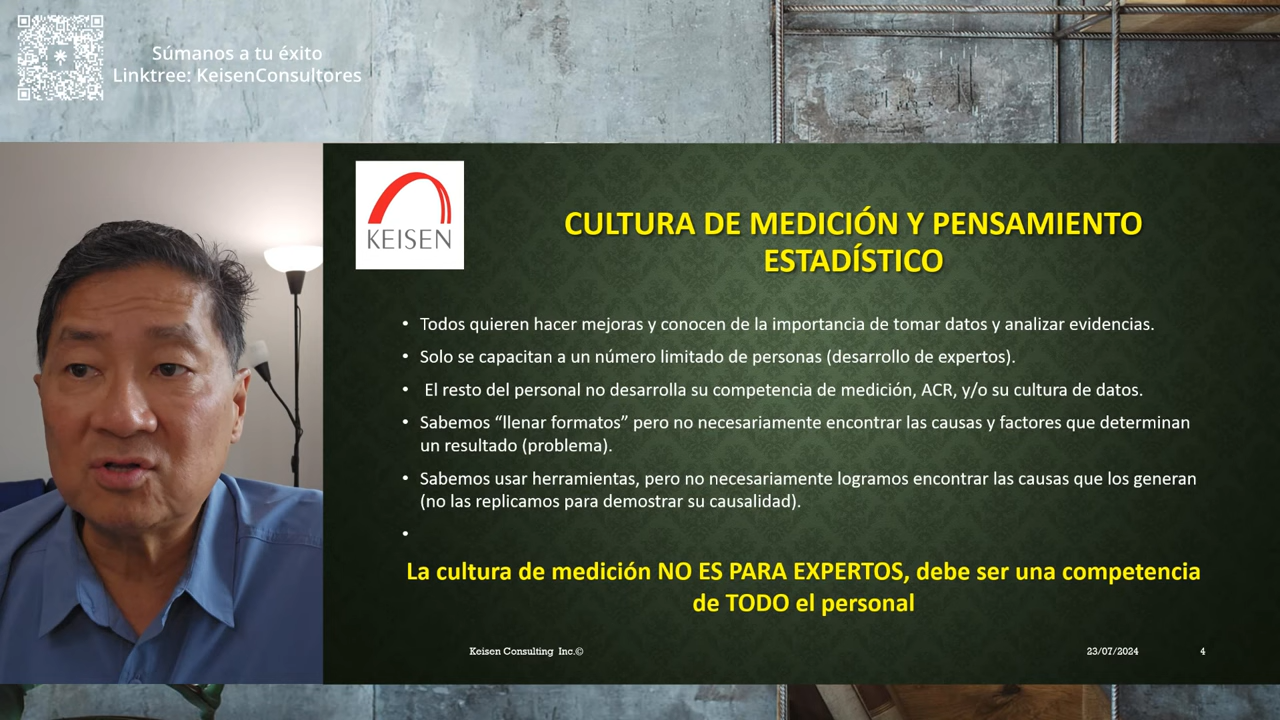 Súmanos a tu éxito
Linktree: KeisenConsultores
KEISEN
CULTURA DE MEDICIÓN Y PENSAMIENTO
ESTADÍSTICO
• Todos quieren hacer mejoras y conocen de la importancia de tomar datos y analizar evidencias.
• Solo se capacitan a un número limitado de personas (desarrollo de expertos).
• El resto del personal no desarrolla su competencia de medición, ACR, y/o su cultura de datos.
• Sabemos “llenar formatos” pero no necesariamente encontrar las causas y factores que determinan
un resultado (problema).
• Sabemos usar herramientas, pero no necesariamente logramos encontrar las causas que los generan
(no las replicamos para demostrar su causalidad).
•
La cultura de medición NO ES PARA EXPERTOS, debe ser una competencia
de TODO el personal
Keisen Consulting Inc.©
23/07/2024
4